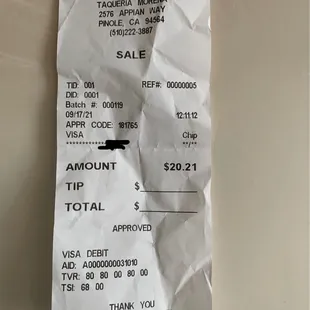 TAQUERIA MORENA
2576 APPIAN WAY
PINOLE, CA 94564
(510)222-3887
SALE
TID: 001 REF#: 00000005
DID: 0001
Batch #: 000119
09/17/21 12:11:12
APPR CODE: 181765
VISA Chip
************ **/**
AMOUNT $20.21
TIP $
TOTAL $
APPROVED
VISA DEBIT
AID: A0000000031010
TVR: 80 80 00 80 00
TSI: 68 00
THANK YOU